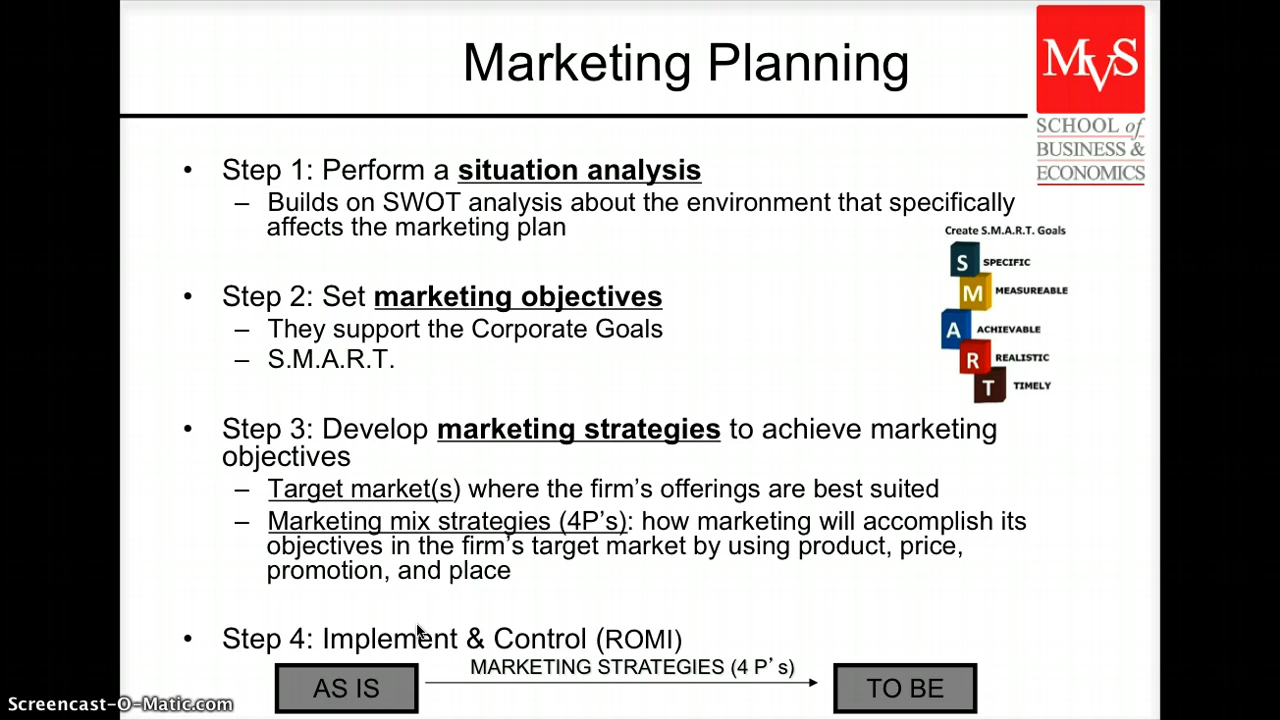 Marketing Planning
MVS
SCHOOL of
BUSINESS &
ECONOMICS
• Step 1: Perform a situation analysis
– Builds on SWOT analysis about the environment that specifically
affects the marketing plan
Create S.M.A.R.T. Goals
S SPECIFIC
M MEASUREABLE
A ACHIEVABLE
R REALISTIC
T TIMELY
• Step 2: Set marketing objectives
– They support the Corporate Goals
– S.M.A.R.T.
• Step 3: Develop marketing strategies to achieve marketing
objectives
– Target market(s) where the firm's offerings are best suited
– Marketing mix strategies (4P's): how marketing will accomplish its
objectives in the firm's target market by using product, price,
promotion, and place
• Step 4: Implement & Control (ROMI)
MARKETING STRATEGIES (4 P's)
AS IS
TO BE
Screencast-O-Matic.com